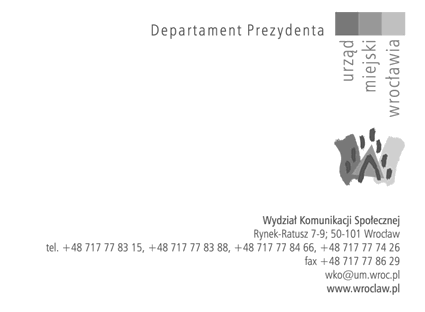 Departament Prezydenta
urząd
miejski
wrocławia
Wydział Komunikacji Społecznej
Rynek-Ratusz 7-9; 50-101 Wrocław
tel. +48 717 77 83 15, +48 717 77 83 88, +48 717 77 84 66, +48 717 77 74 26
fax +48 717 77 86 29
wko@um.wroc.pl
www.wroclaw.pl